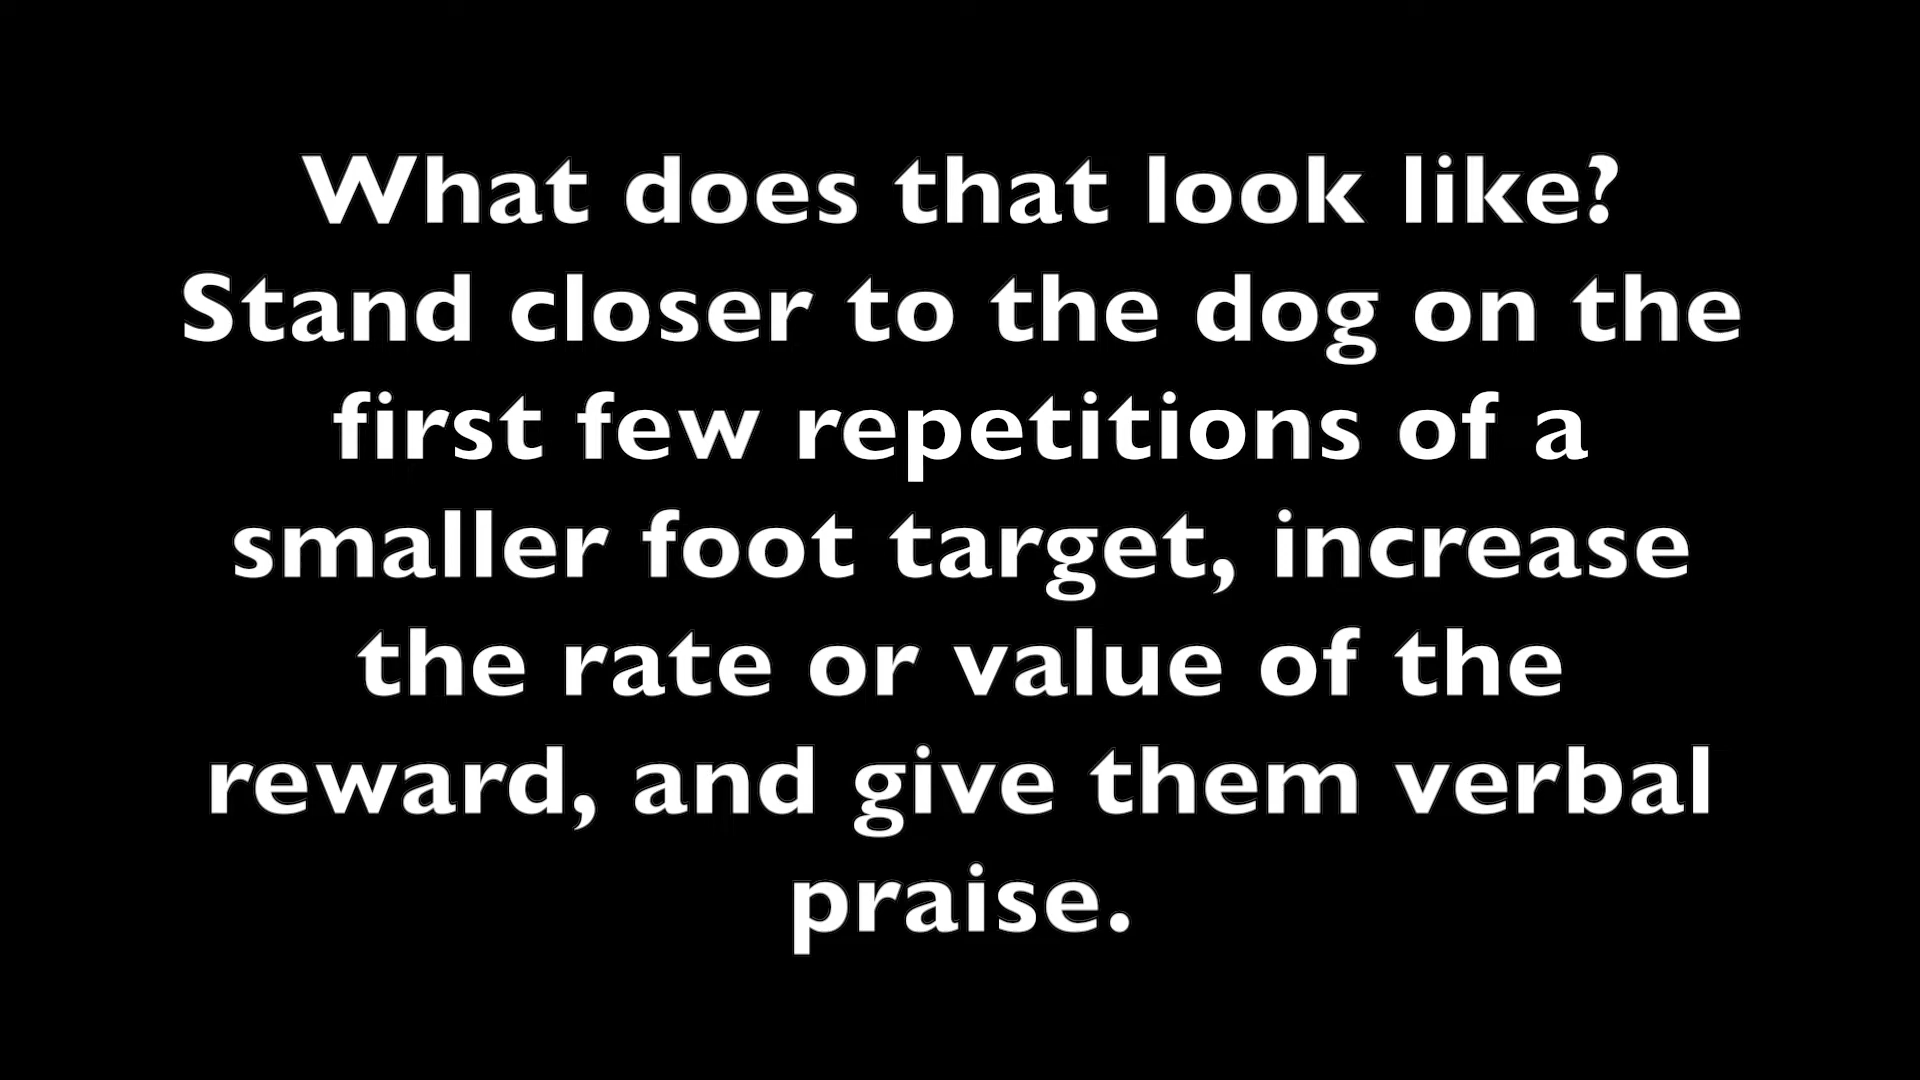 What does that look like?
Stand closer to the dog on the
first few repetitions of a
smaller foot target, increase
the rate or value of the
reward, and give them verbal
praise.